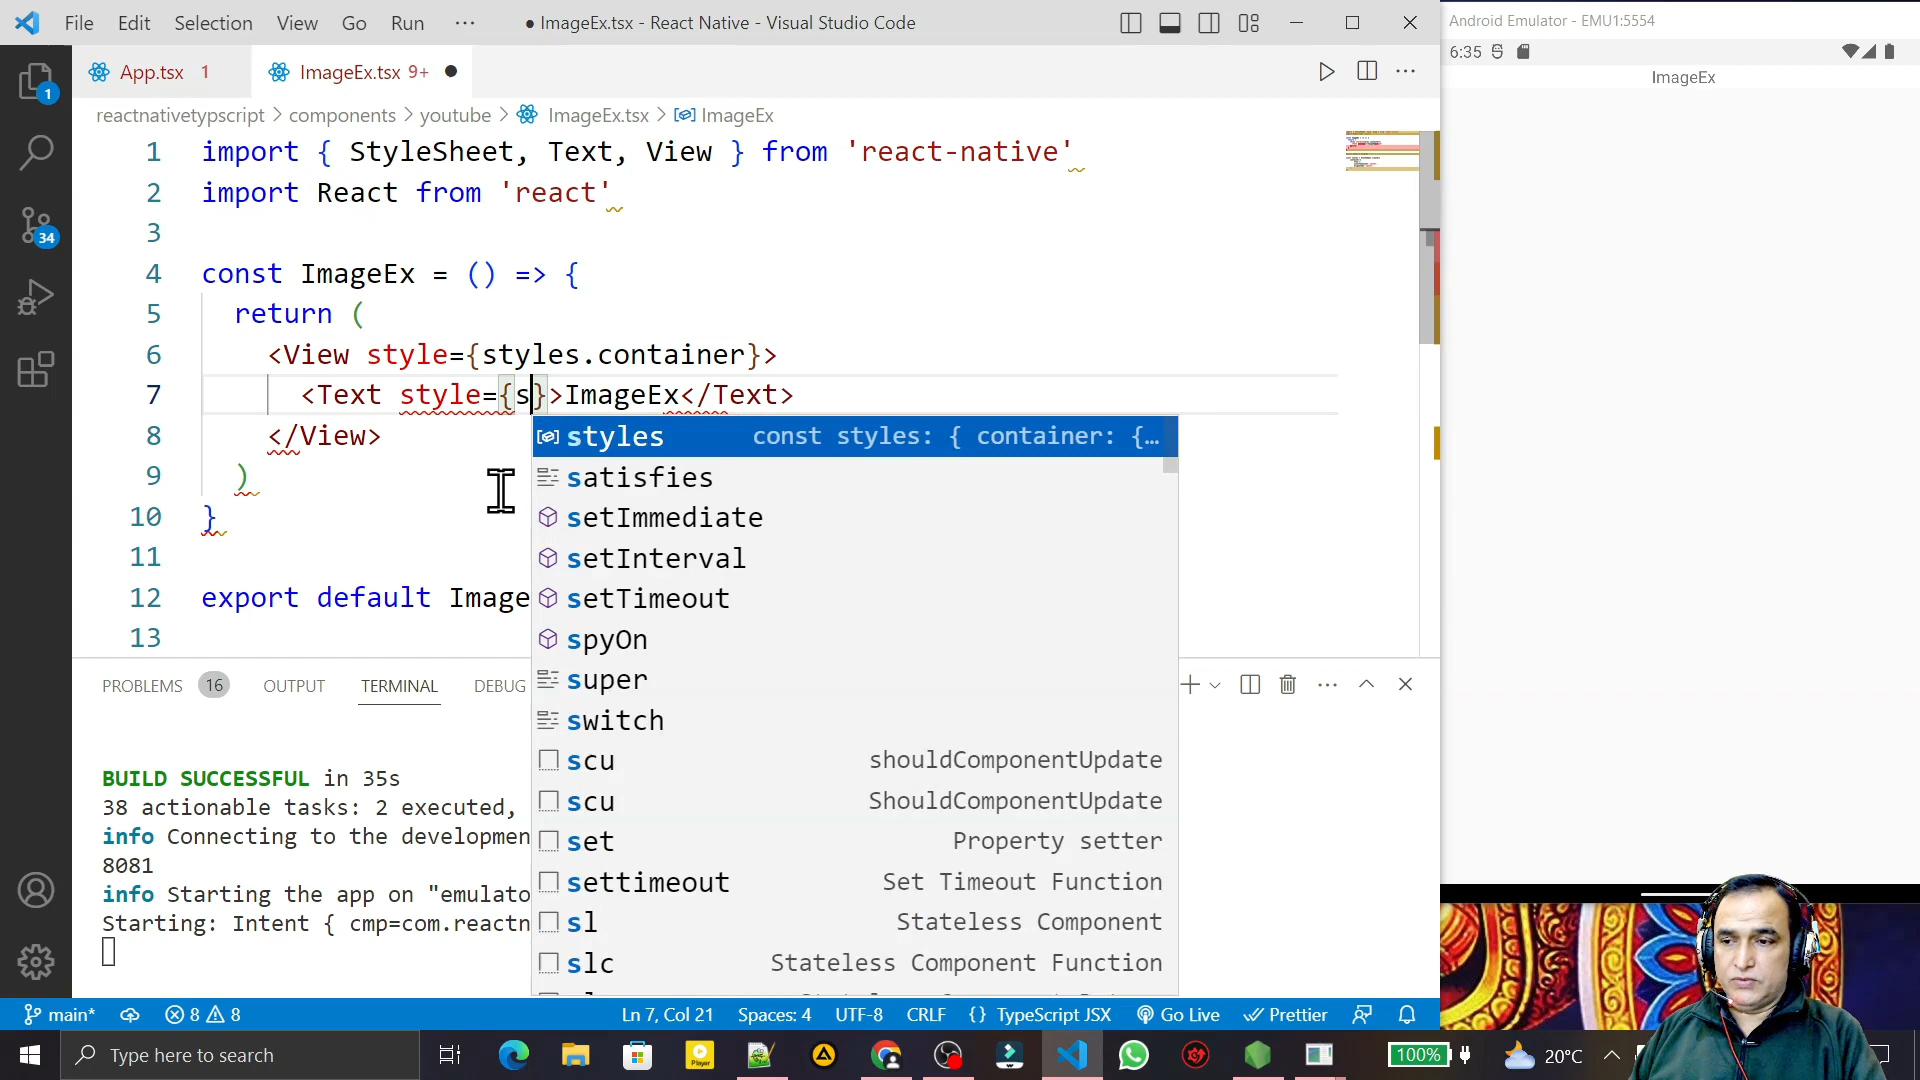 File Edit Selection View Go Run ··· ● ImageEx.tsx - React Native - Visual Studio Code
Android Emulator - EMU1:5554
6:35
ImageEx
App.tsx 1 ImageEx.tsx 9+ ●
reactnativetypscript > components > youtube > ImageEx.tsx > ImageEx
1 import { StyleSheet, Text, View } from 'react-native'
2 import React from 'react'
3
4 const ImageEx = () => {
5 return (
6 <View style={styles.container}>
7 <Text style={s}>ImageEx</Text>
8 </View>
9 )
10 }
11
12 export default Image
13
styles const styles: { container: {…
satisfies
setImmediate
setInterval
setTimeout
spyOn
super
switch
scu shouldComponentUpdate
scu ShouldComponentUpdate
set Property setter
settimeout Set Timeout Function
sl Stateless Component
slc Stateless Component Function
PROBLEMS 16 OUTPUT TERMINAL DEBUG
BUILD SUCCESSFUL in 35s
38 actionable tasks: 2 executed,
info Connecting to the developmen
8081
info Starting the app on "emulato
Starting: Intent { cmp=com.reactn
1
34
main* 8 8 Ln 7, Col 21 Spaces: 4 UTF-8 CRLF {} TypeScript JSX Go Live Prettier
Type here to search
Player
100% 20°C